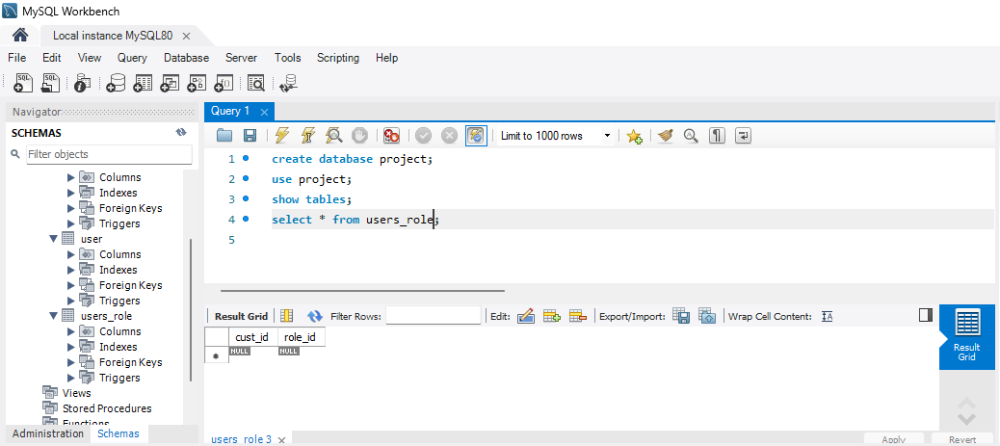 MySQL Workbench
Local instance MySQL80 ×
File Edit View Query Database Server Tools Scripting Help
SQL SQL
Navigator
SCHEMAS
Filter objects
Columns
Indexes
Foreign Keys
Triggers
user
Columns
Indexes
Foreign Keys
Triggers
users_role
Columns
Indexes
Foreign Keys
Triggers
Views
Stored Procedures
Functions
Administration Schemas
Query 1 ×
Limit to 1000 rows
1 create database project;
2 use project;
3 show tables;
4 select * from users_role;
5
Result Grid Filter Rows: Edit: Export/Import: Wrap Cell Content: IA
cust_id role_id
NULL NULL
Result
Grid
users_role 3 ×
Apply Revert